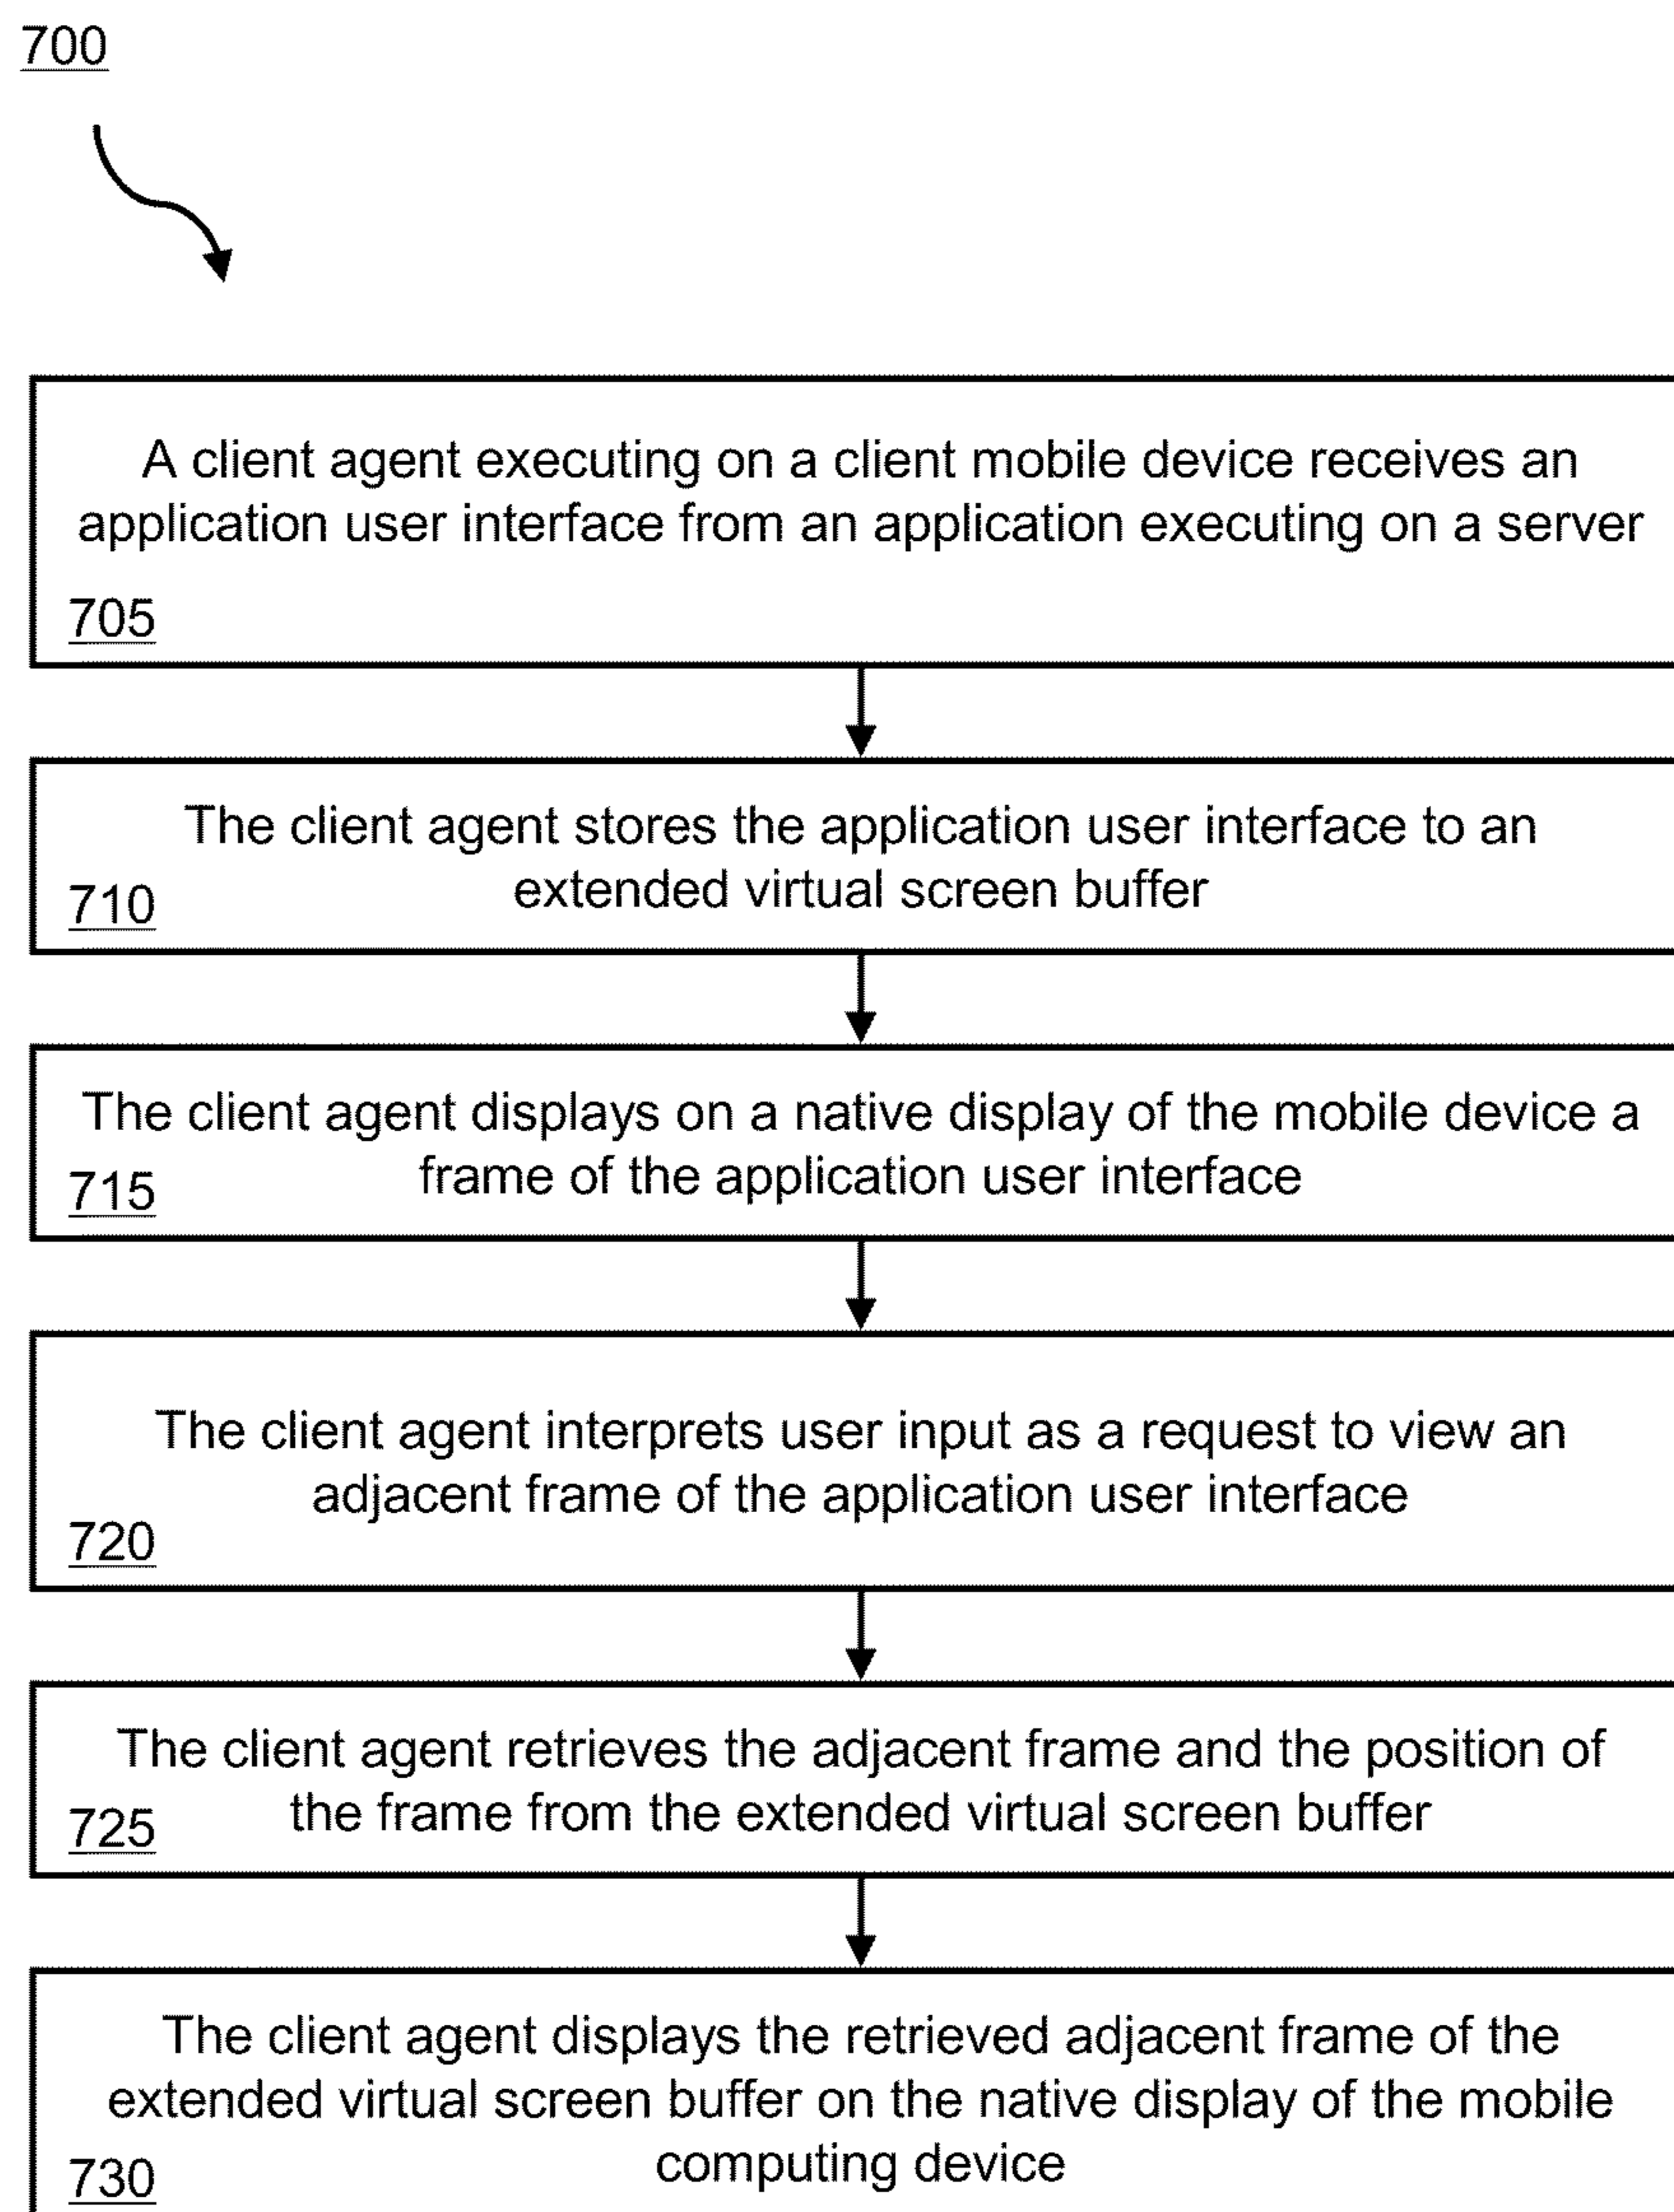 700
A client agent executing on a client mobile device receives an
application user interface from an application executing on a server
705
The client agent stores the application user interface to an
extended virtual screen buffer
710
The client agent displays on a native display of the mobile device a
frame of the application user interface
715
The client agent interprets user input as a request to view an
adjacent frame of the application user interface
720
The client agent retrieves the adjacent frame and the position of
the frame from the extended virtual screen buffer
725
The client agent displays the retrieved adjacent frame of the
extended virtual screen buffer on the native display of the mobile
computing device
730